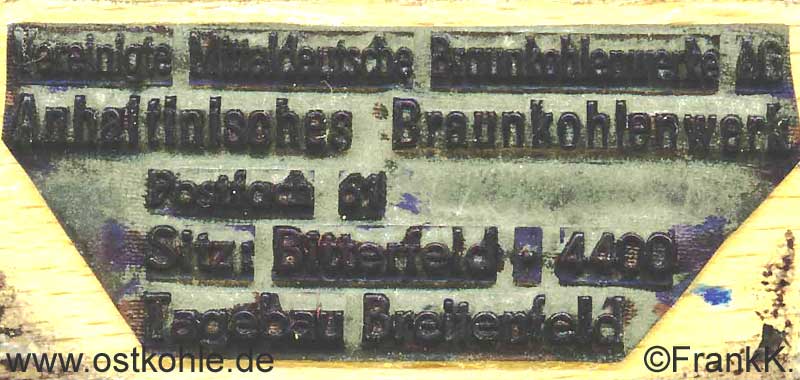 Vereinigte Mitteldeutsche Braunkohlenwerke AG
Anhaltinisches Braunkohlenwerk
Postfach 61
Sitz: Bitterfeld - 4400
Tagebau Breitenfeld
www.ostkohle.de ©FrankK.